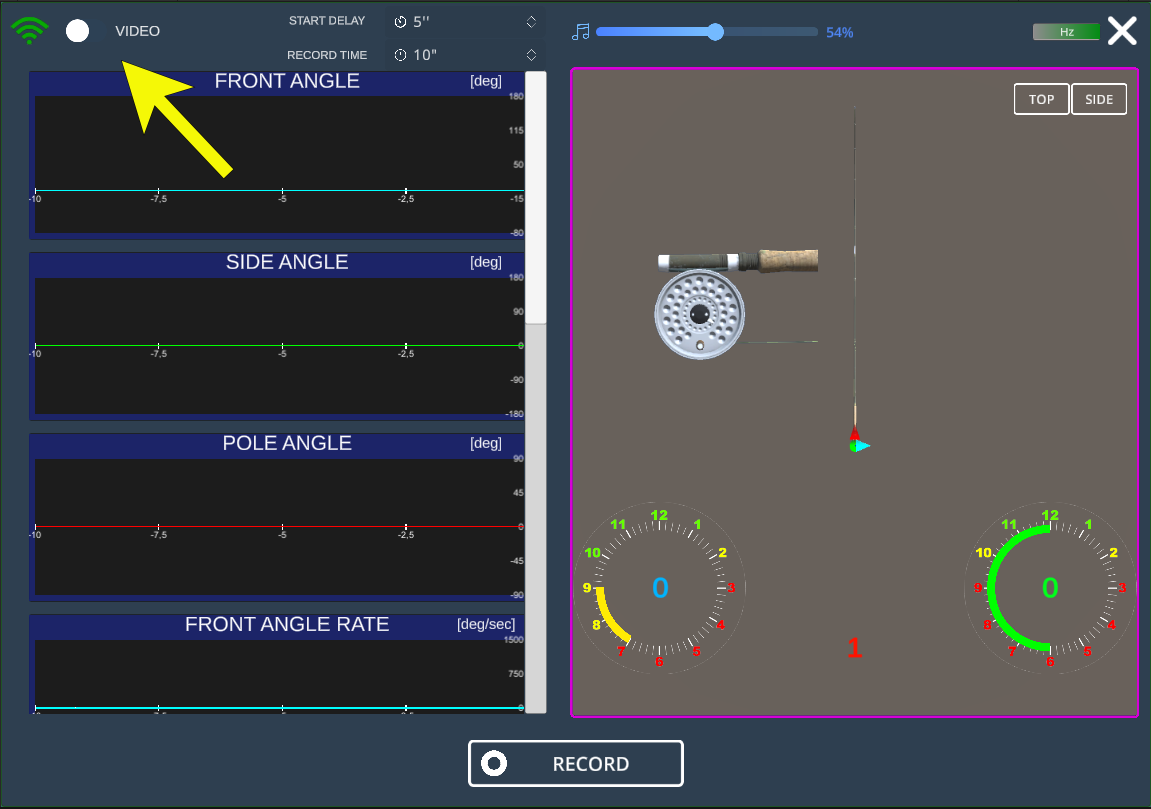 VIDEO
START DELAY
5''
RECORD TIME
10"
54%
Hz
FRONT ANGLE [deg]
180
115
50
-10 -7,5 -5 -2,5 -15
-80
SIDE ANGLE [deg]
180
90
0
-10 -7,5 -5 -2,5
-90
-180
POLE ANGLE [deg]
90
45
0
-10 -7,5 -5 -2,5
-45
-90
FRONT ANGLE RATE [deg/sec]
1500
750
0
TOP SIDE
12
11 1
10 2
9 0 3
8 4
7 5
6
12
11 1
10 2
9 0 3
8 4
7 5
6
1
RECORD